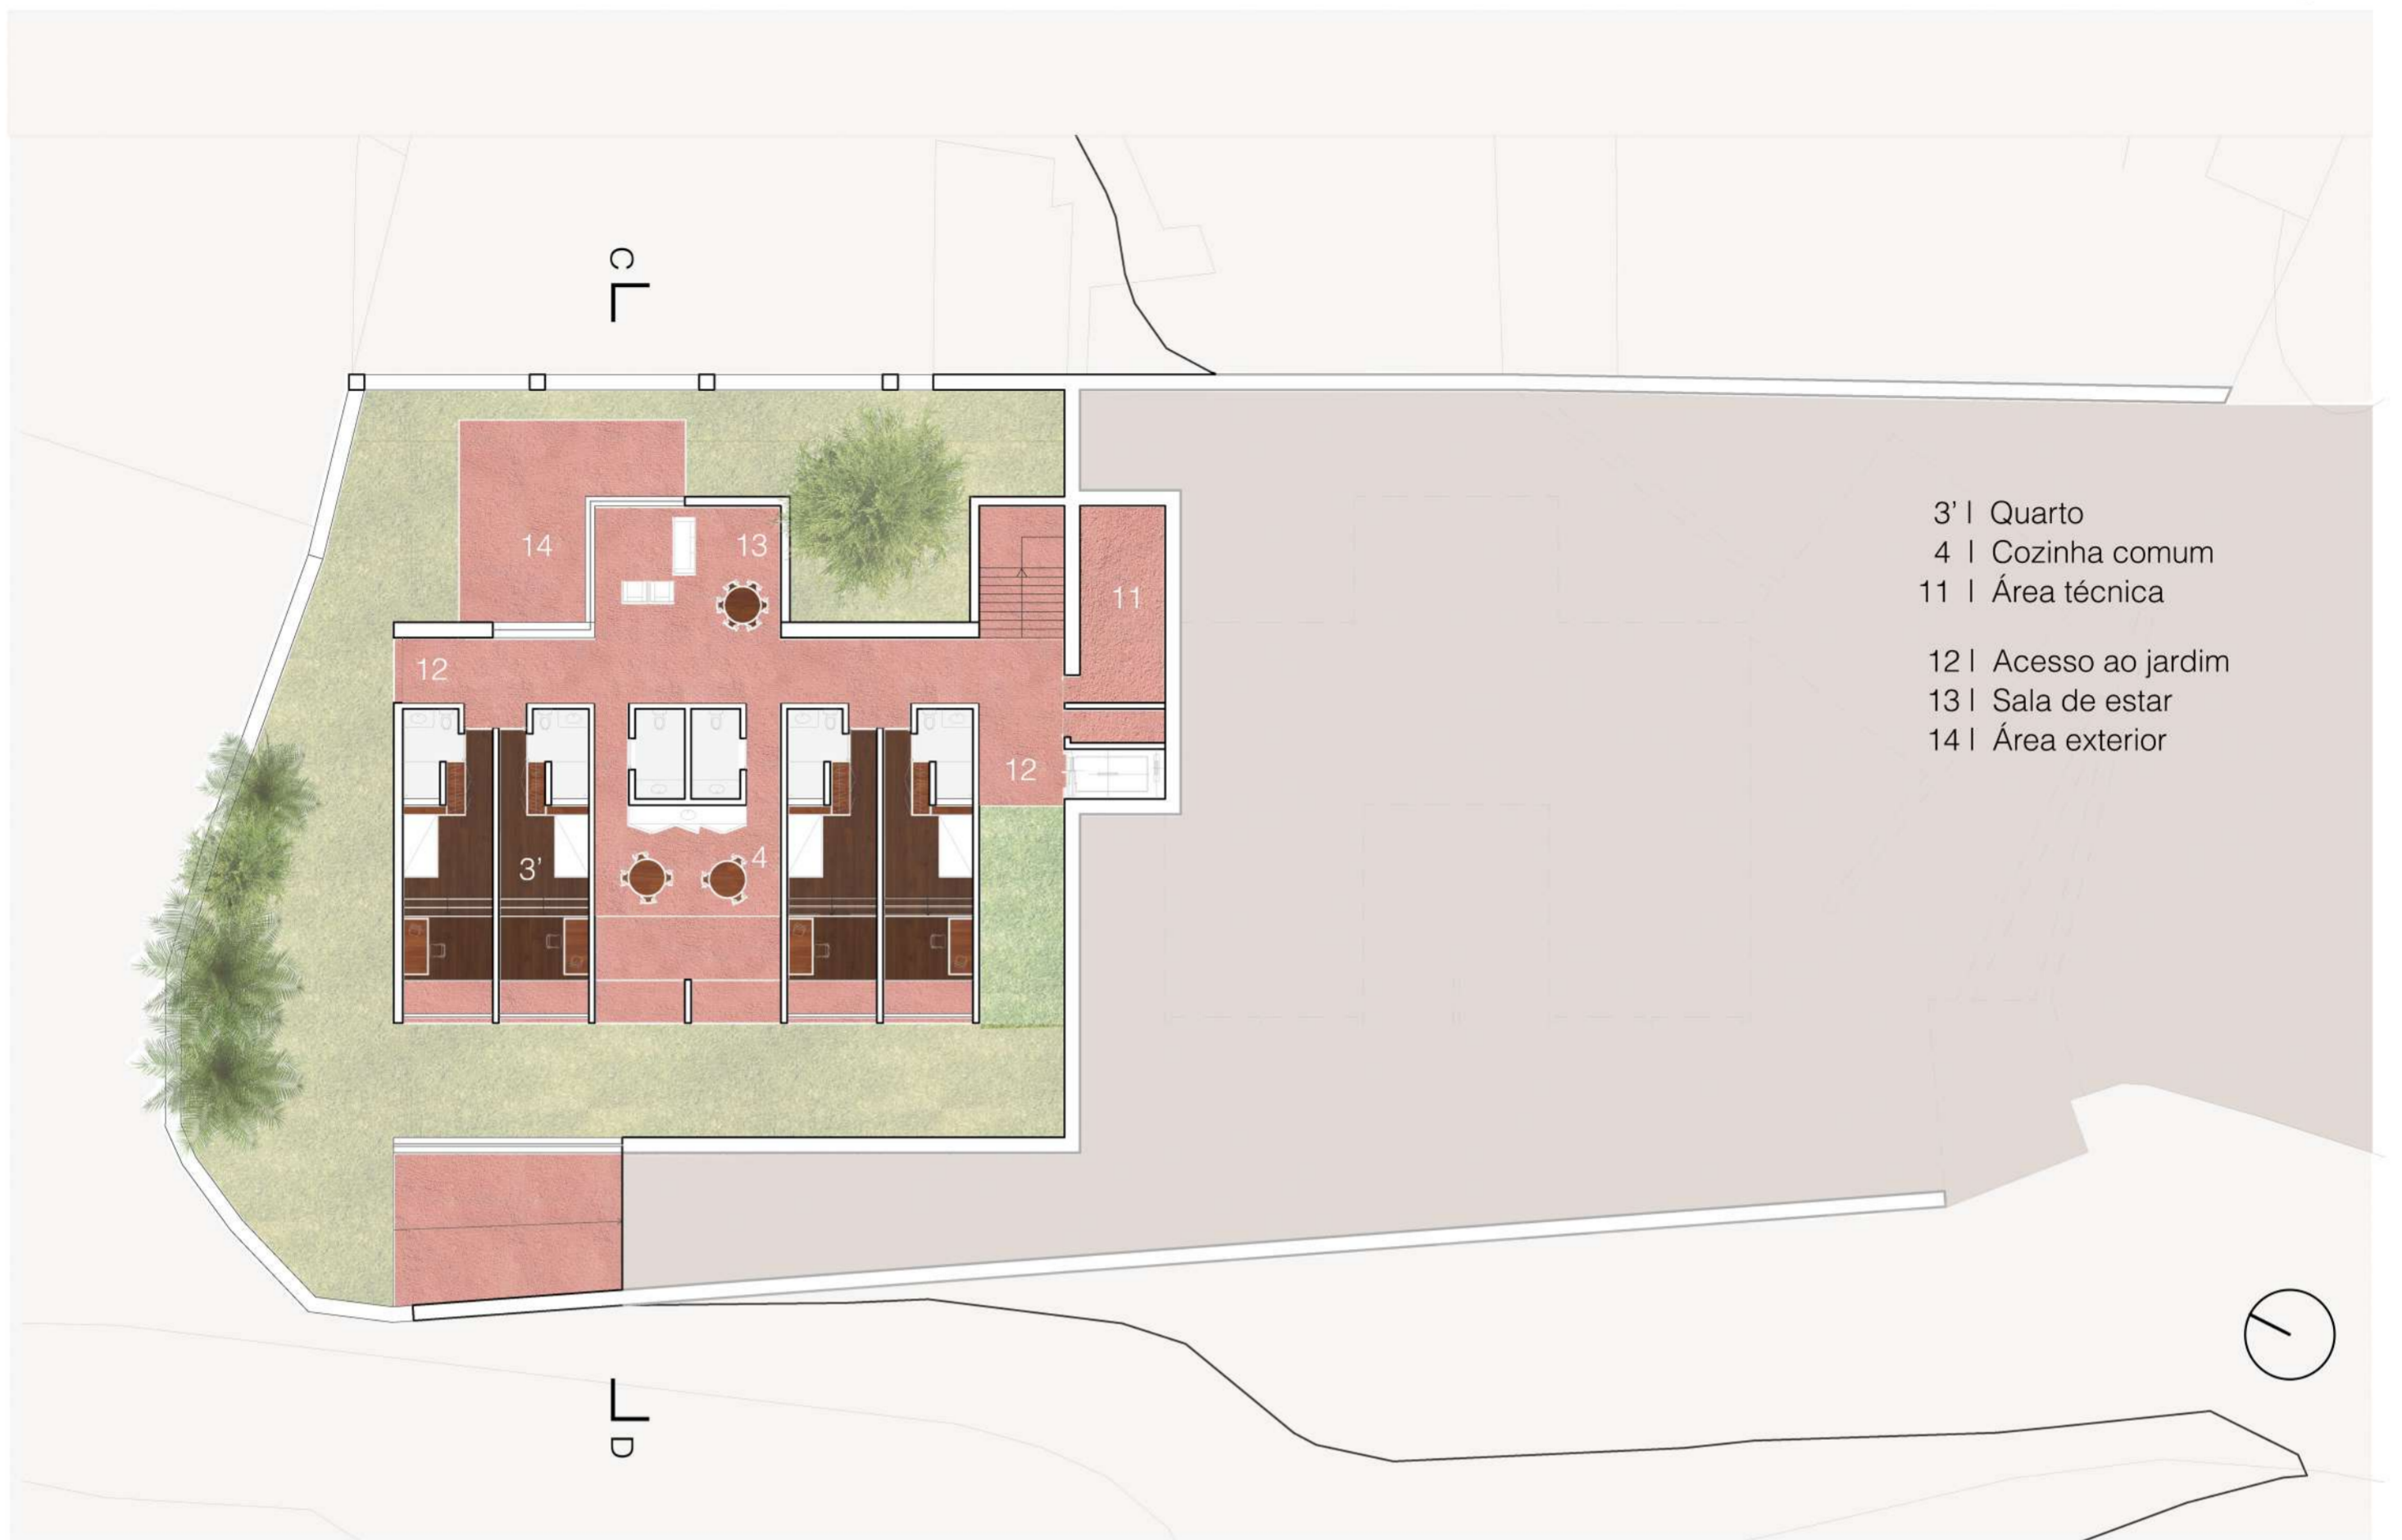 C
14
13
11
12
12
3'
4
3' | Quarto
4 | Cozinha comum
11 | Área técnica
12 | Acesso ao jardim
13 | Sala de estar
14 | Área exterior
D